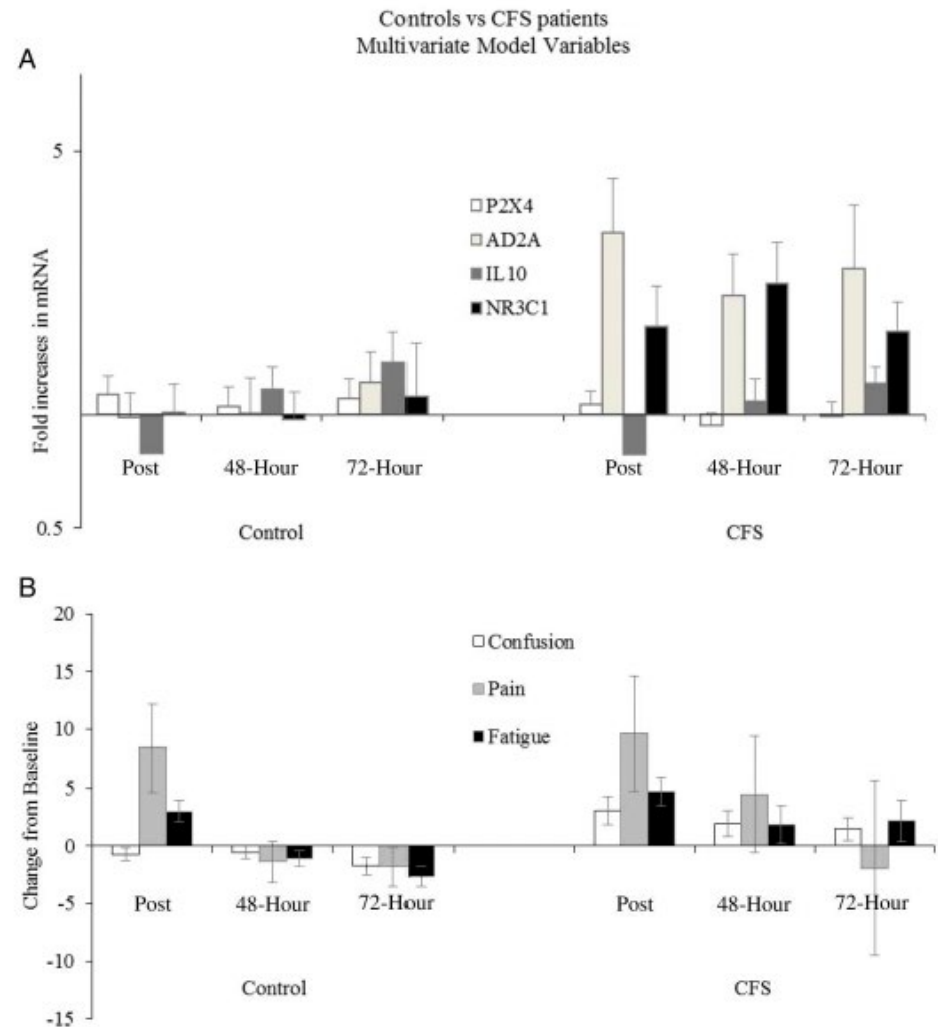 Controls vs CFS patients
Multivariate Model Variables
A
5
P2X4
AD2A
IL10
NR3C1
Fold increases in mRNA
Post 48-Hour 72-Hour Post 48-Hour 72-Hour
0.5
Control CFS
B
20
15
10
5
0
-5
-10
-15
Confusion
Pain
Fatigue
Change from Baseline
Post 48-Hour 72-Hour Post 48-Hour 72-Hour
Control CFS